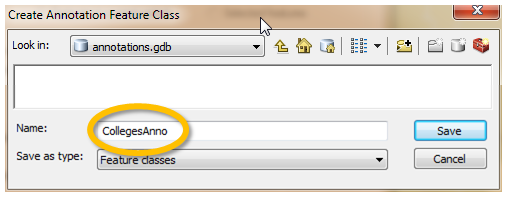 Create Annotation Feature Class
Look in: annotations.gdb
Name: CollegesAnno Save
Save as type: Feature classes Cancel